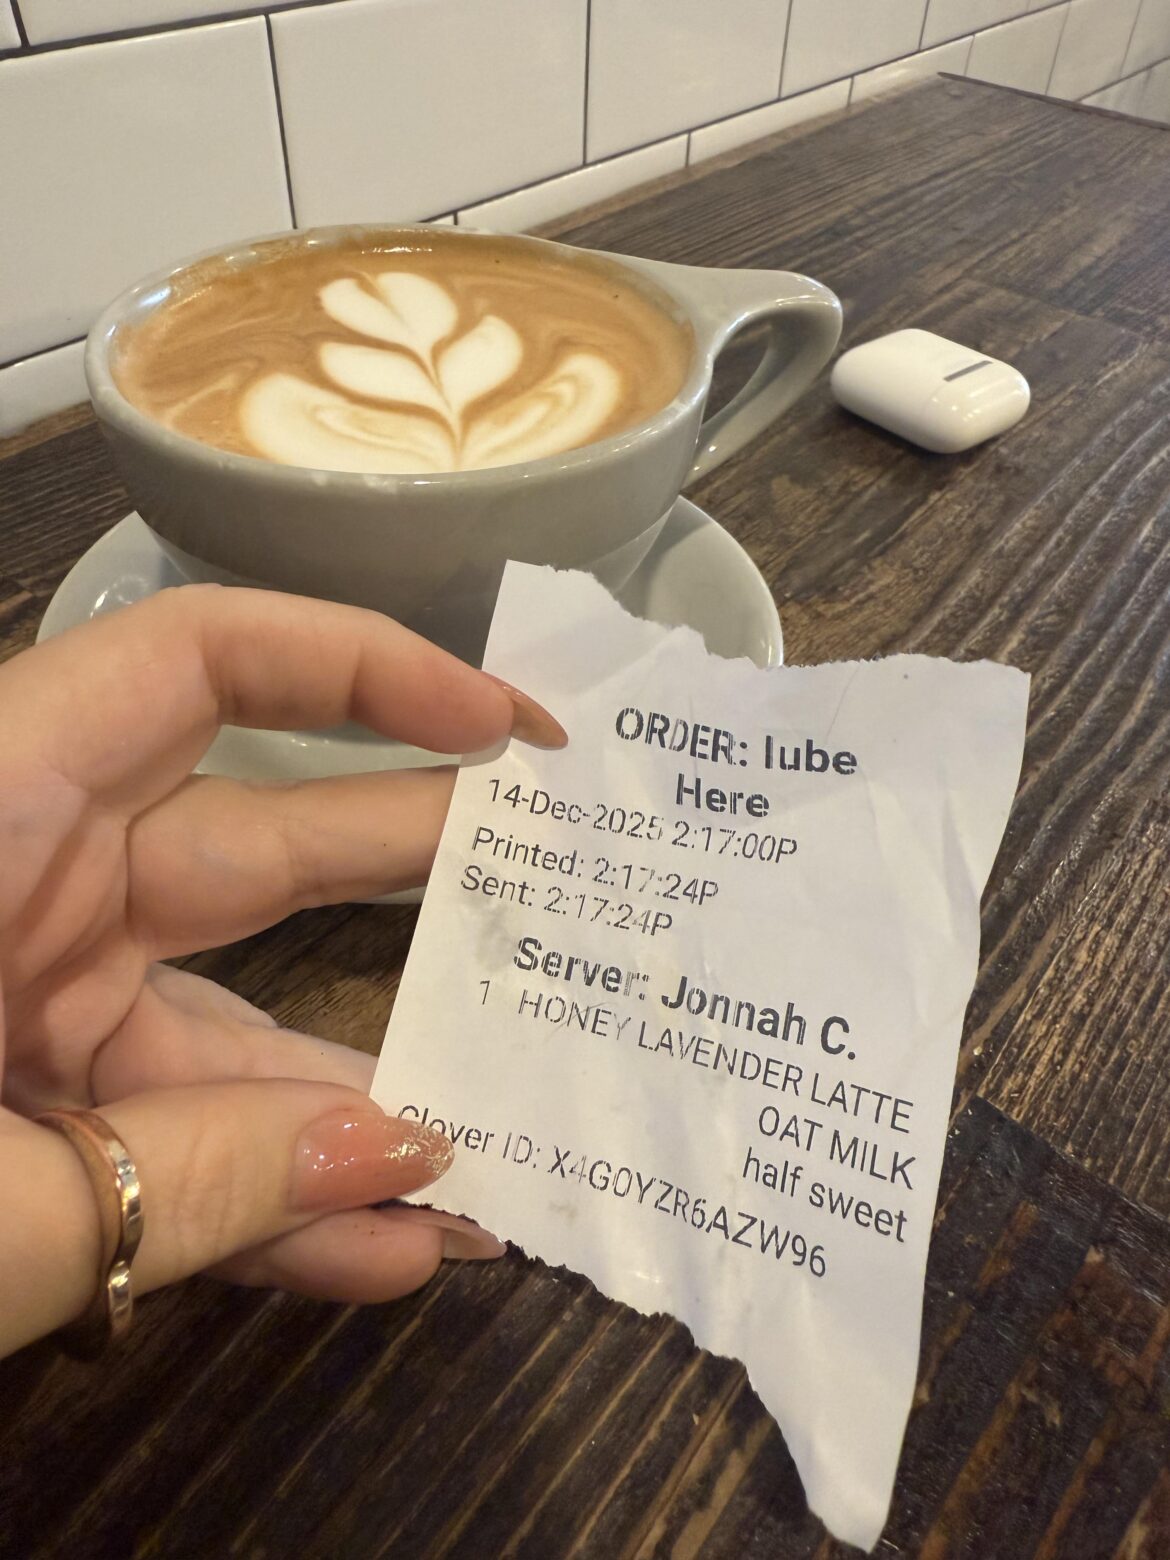 ORDER: lube
Here
14-Dec-2025 2:17:00P
Printed: 2:17:24P
Sent: 2:17:24P
Server: Jonnah C.
1 HONEY LAVENDER LATTE
OAT MILK
half sweet
Clover ID: X4G0YZR6AZW96